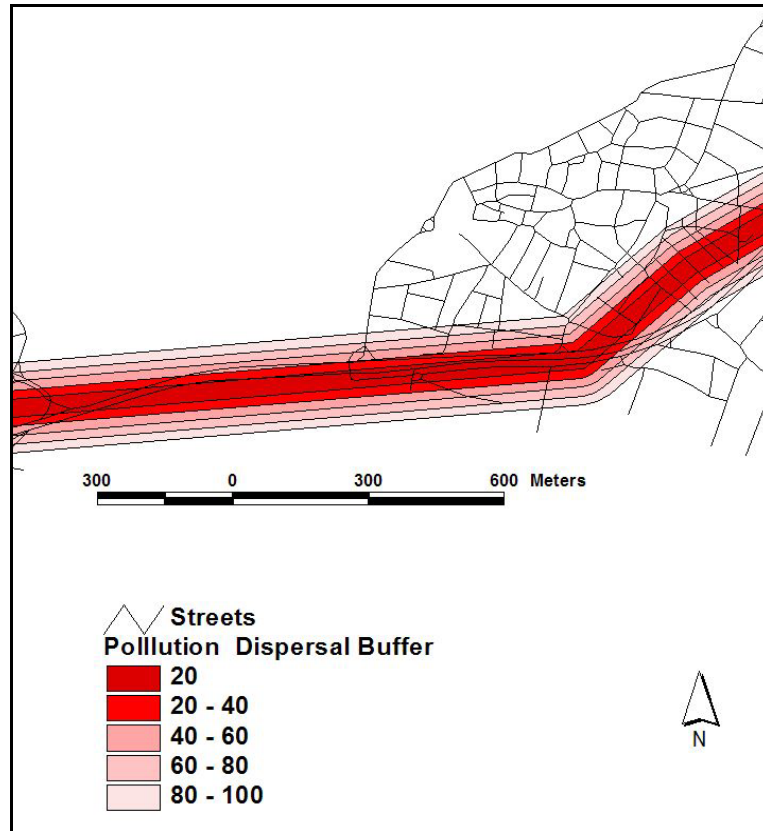 300 0 300 600 Meters
Streets
Polllution Dispersal Buffer
20
20 - 40
40 - 60
60 - 80
80 - 100
N